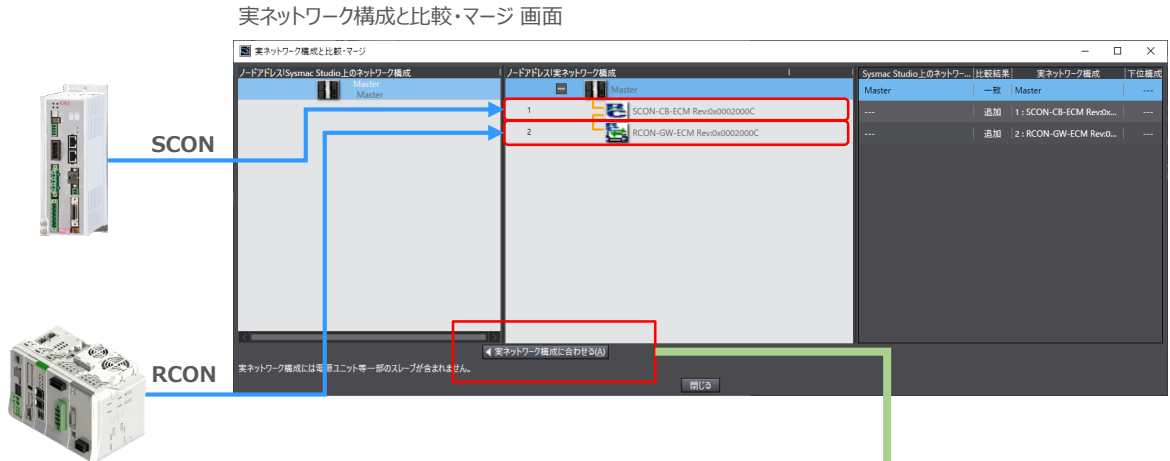 実ネットワーク構成と比較・マージ 画面
実ネットワーク構成と比較・マージ
ノードアドレス|Sysmac Studio上のネットワーク構成
ノードアドレス|実ネットワーク構成
Sysmac Studio上のネットワー... 比較結果 実ネットワーク構成 下位構成
Master
Master
Master
Master 一致 Master ---
1 SCON-CB-ECM Rev:0x0002000C
--- 追加 1 : SCON-CB-ECM Rev:0x... ---
2 RCON-GW-ECM Rev:0x0002000C
--- 追加 2 : RCON-GW-ECM Rev:0... ---
SCON
RCON
実ネットワーク構成に合わせる(A)
実ネットワーク構成には電源ユニット等一部のスレーブが含まれません。
閉じる